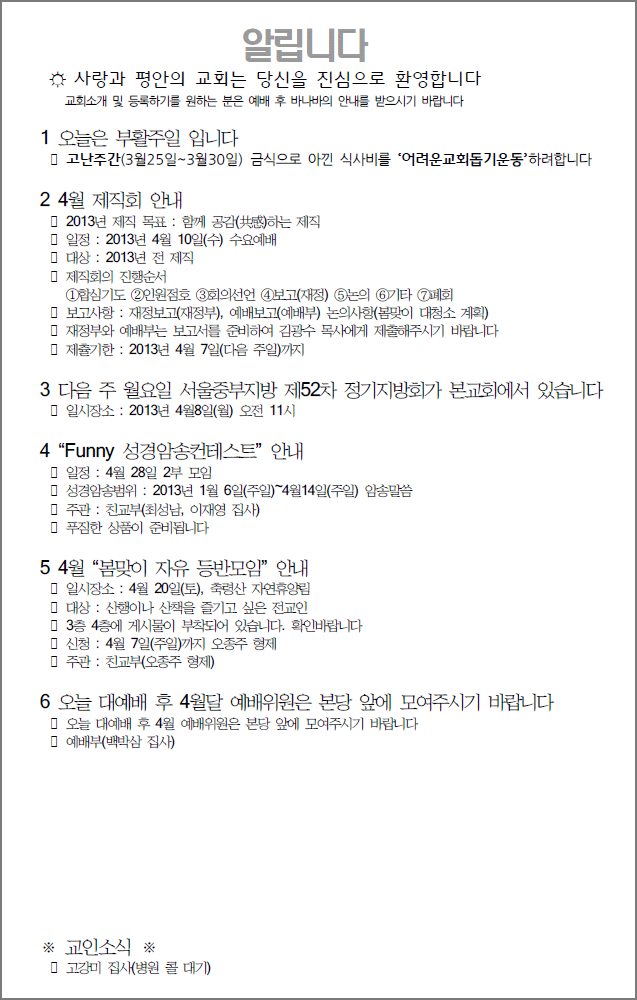 알립니다
☼ 사랑과 평안의 교회는 당신을 진심으로 환영합니다
교회소개 및 등록하기를 원하는 분은 예배 후 바나바의 안내를 받으시기 바랍니다
1 오늘은 부활주일 입니다
▯ 고난주간(3월25일~3월30일) 금식으로 아낀 식사비를 ‘어려운교회돕기운동’하려합니다
2 4월 제직회 안내
▯ 2013년 제직 목표 : 함께 공감(共感)하는 제직
▯ 일정 : 2013년 4월 10일(수) 수요예배
▯ 대상 : 2013년 전 제직
▯ 제직회의 진행순서
①합심기도 ②인원점호 ③회의선언 ④보고(재정) ⑤논의 ⑥기타 ⑦폐회
▯ 보고사항 : 재정보고(재정부), 예배보고(예배부) 논의사항(봄맞이 대청소 계획)
▯ 재정부와 예배부는 보고서를 준비하여 김광수 목사에게 제출해주시기 바랍니다
▯ 제출기한 : 2013년 4월 7일(다음 주일)까지
3 다음 주 월요일 서울중부지방 제52차 정기지방회가 본교회에서 있습니다
▯ 일시장소 : 2013년 4월8일(월) 오전 11시
4 “Funny 성경암송컨테스트” 안내
▯ 일정 : 4월 28일 2부 모임
▯ 성경암송범위 : 2013년 1월 6일(주일)~4월14일(주일) 암송말씀
▯ 주관 : 친교부(최성남, 이재영 집사)
▯ 푸짐한 상품이 준비됩니다
5 4월 “봄맞이 자유 등반모임” 안내
▯ 일시장소 : 4월 20일(토), 축령산 자연휴양림
▯ 대상 : 산행이나 산책을 즐기고 싶은 전교인
▯ 3층 4층에 게시물이 부착되어 있습니다. 확인바랍니다
▯ 신청 : 4월 7일(주일)까지 오종주 형제
▯ 주관 : 친교부(오종주 형제)
6 오늘 대예배 후 4월달 예배위원은 본당 앞에 모여주시기 바랍니다
▯ 오늘 대예배 후 4월 예배위원은 본당 앞에 모여주시기 바랍니다
▯ 예배부(백박삼 집사)
※ 교인소식 ※
▯ 고강미 집사(병원 콜 대기)